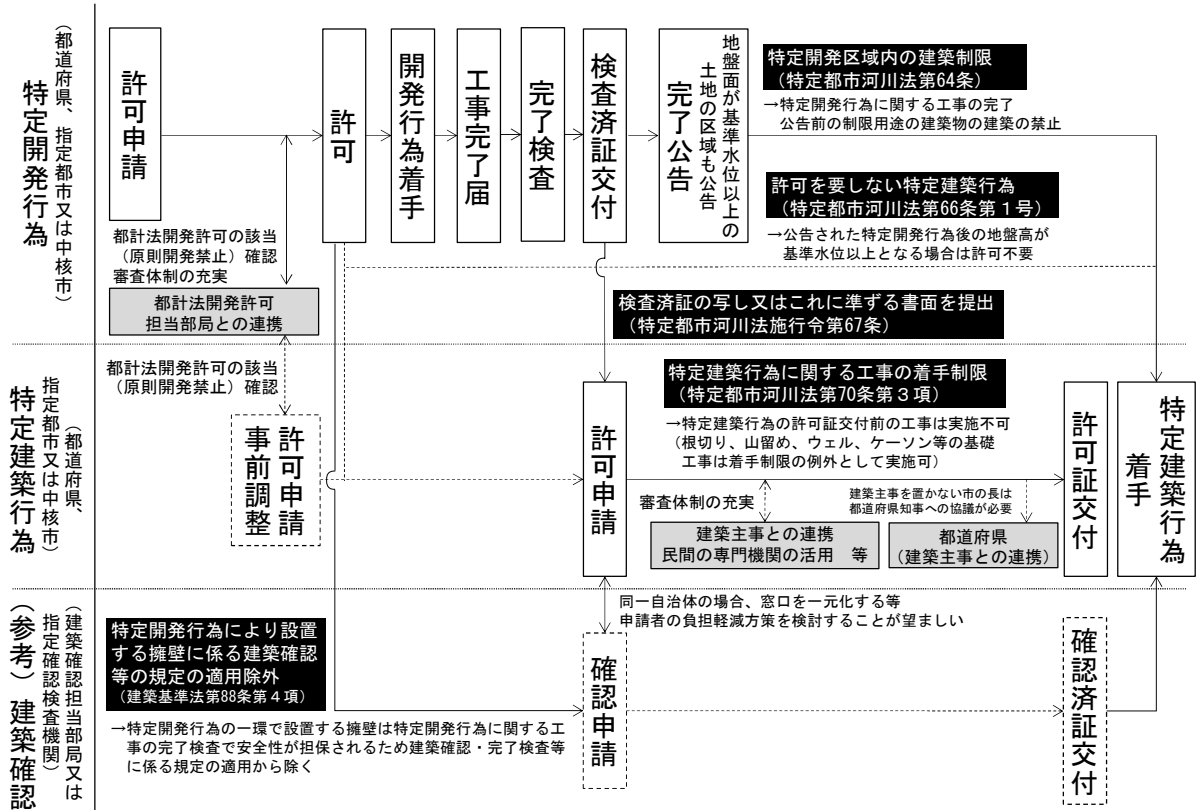 特定開発行為
（都道府県、指定都市又は中核市）
許可申請
許可
開発行為着手
工事完了届
完了検査
検査済証交付
完了公告
地盤面が基準水位以上の
土地の区域も公告
特定開発区域内の建築制限
（特定都市河川法第64条）
→特定開発行為に関する工事の完了
公告前の制限用途の建築物の建築の禁止
許可を要しない特定建築行為
（特定都市河川法第66条第１号）
→公告された特定開発行為後の地盤高が
基準水位以上となる場合は許可不要
都計法開発許可の該当
（原則開発禁止）確認
審査体制の充実
都計法開発許可
担当部局との連携
検査済証の写し又はこれに準ずる書面を提出
（特定都市河川法施行令第67条）
特定建築行為
（都道府県、
指定都市又は中核市）
都計法開発許可の該当
（原則開発禁止）確認
許可申請
事前調整
許可申請
特定建築行為に関する工事の着手制限
（特定都市河川法第70条第３項）
→特定建築行為の許可証交付前の工事は実施不可
（根切り、山留め、ウェル、ケーソン等の基礎
工事は着手制限の例外として実施可）
審査体制の充実
建築主事との連携
民間の専門機関の活用　等
建築主事を置かない市の長は
都道府県知事への協議が必要
都道府県
（建築主事との連携）
許可証交付
特定建築行為
着手
（参考）建築確認
（建築確認担当部局又は
指定確認検査機関）
特定開発行為により設置
する擁壁に係る建築確認
等の規定の適用除外
（建築基準法第88条第４項）
→特定開発行為の一環で設置する擁壁は特定開発行為に関する工
事の完了検査で安全性が担保されるため建築確認・完了検査等
に係る規定の適用から除く
同一自治体の場合、窓口を一元化する等
申請者の負担軽減方策を検討することが望ましい
確認申請
確認済証交付